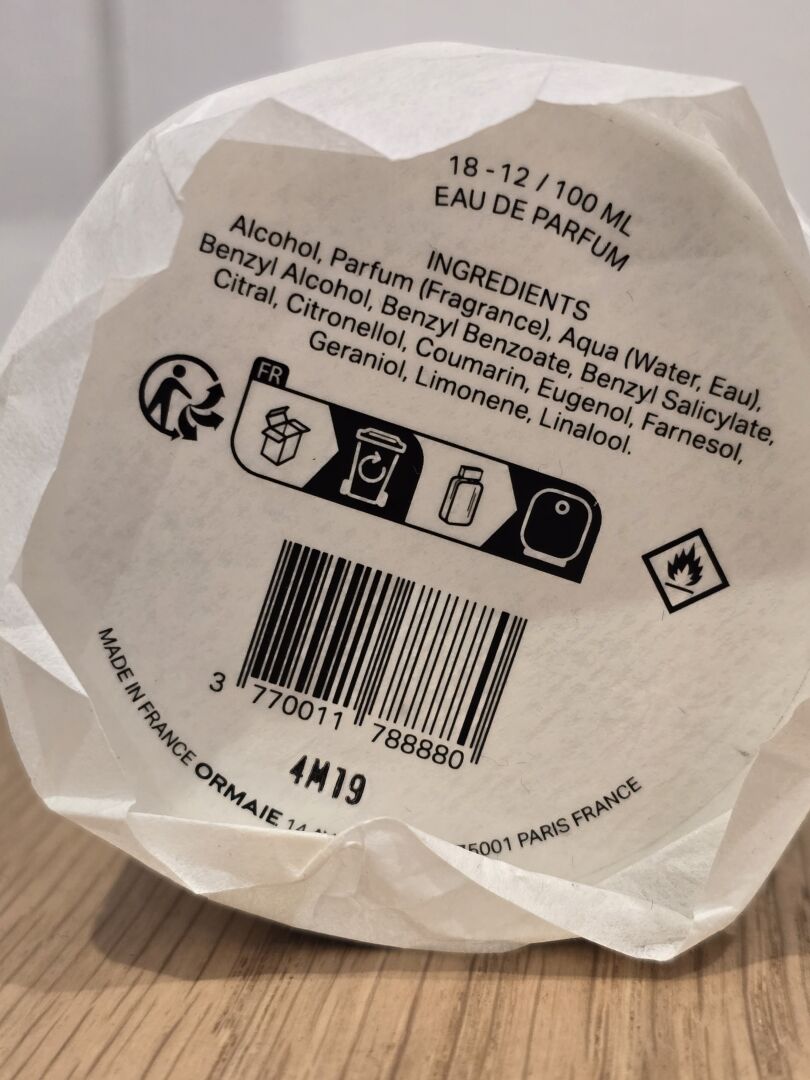 18-12 / 100 ML
EAU DE PARFUM
INGREDIENTS
Alcohol, Parfum (Fragrance), Aqua (Water, Eau),
Benzyl Alcohol, Benzyl Benzoate, Benzyl Salicylate,
Citral, Citronellol, Coumarin, Eugenol, Farnesol,
Geraniol, Limonene, Linalool.
FR
3 770011 788880
4M19
MADE IN FRANCE ORMAIE 14 75001 PARIS FRANCE